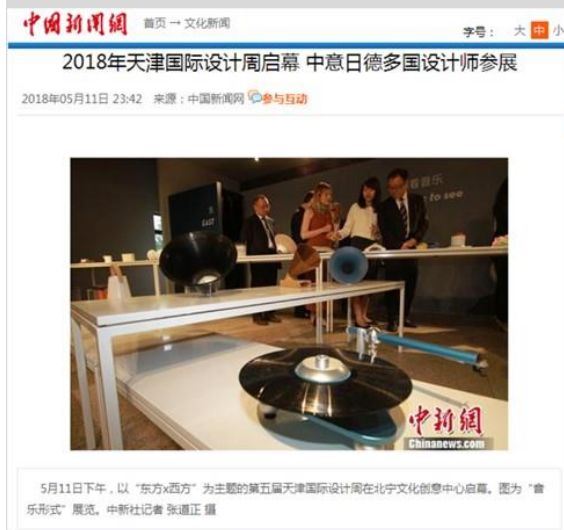 中国新闻网 首页 → 文化新闻
字号： 大 中 小
2018年天津国际设计周启幕 中意日德多国设计师参展
2018年05月11日 23:42 来源：中国新闻网 参与互动
看着音乐
to see
EAST
中新網
Chinanews.com
5月11日下午，以“东方x西方”为主题的第五届天津国际设计周在北宁文化创意中心启幕。图为“音
乐形式”展览。中新社记者 张道正 摄